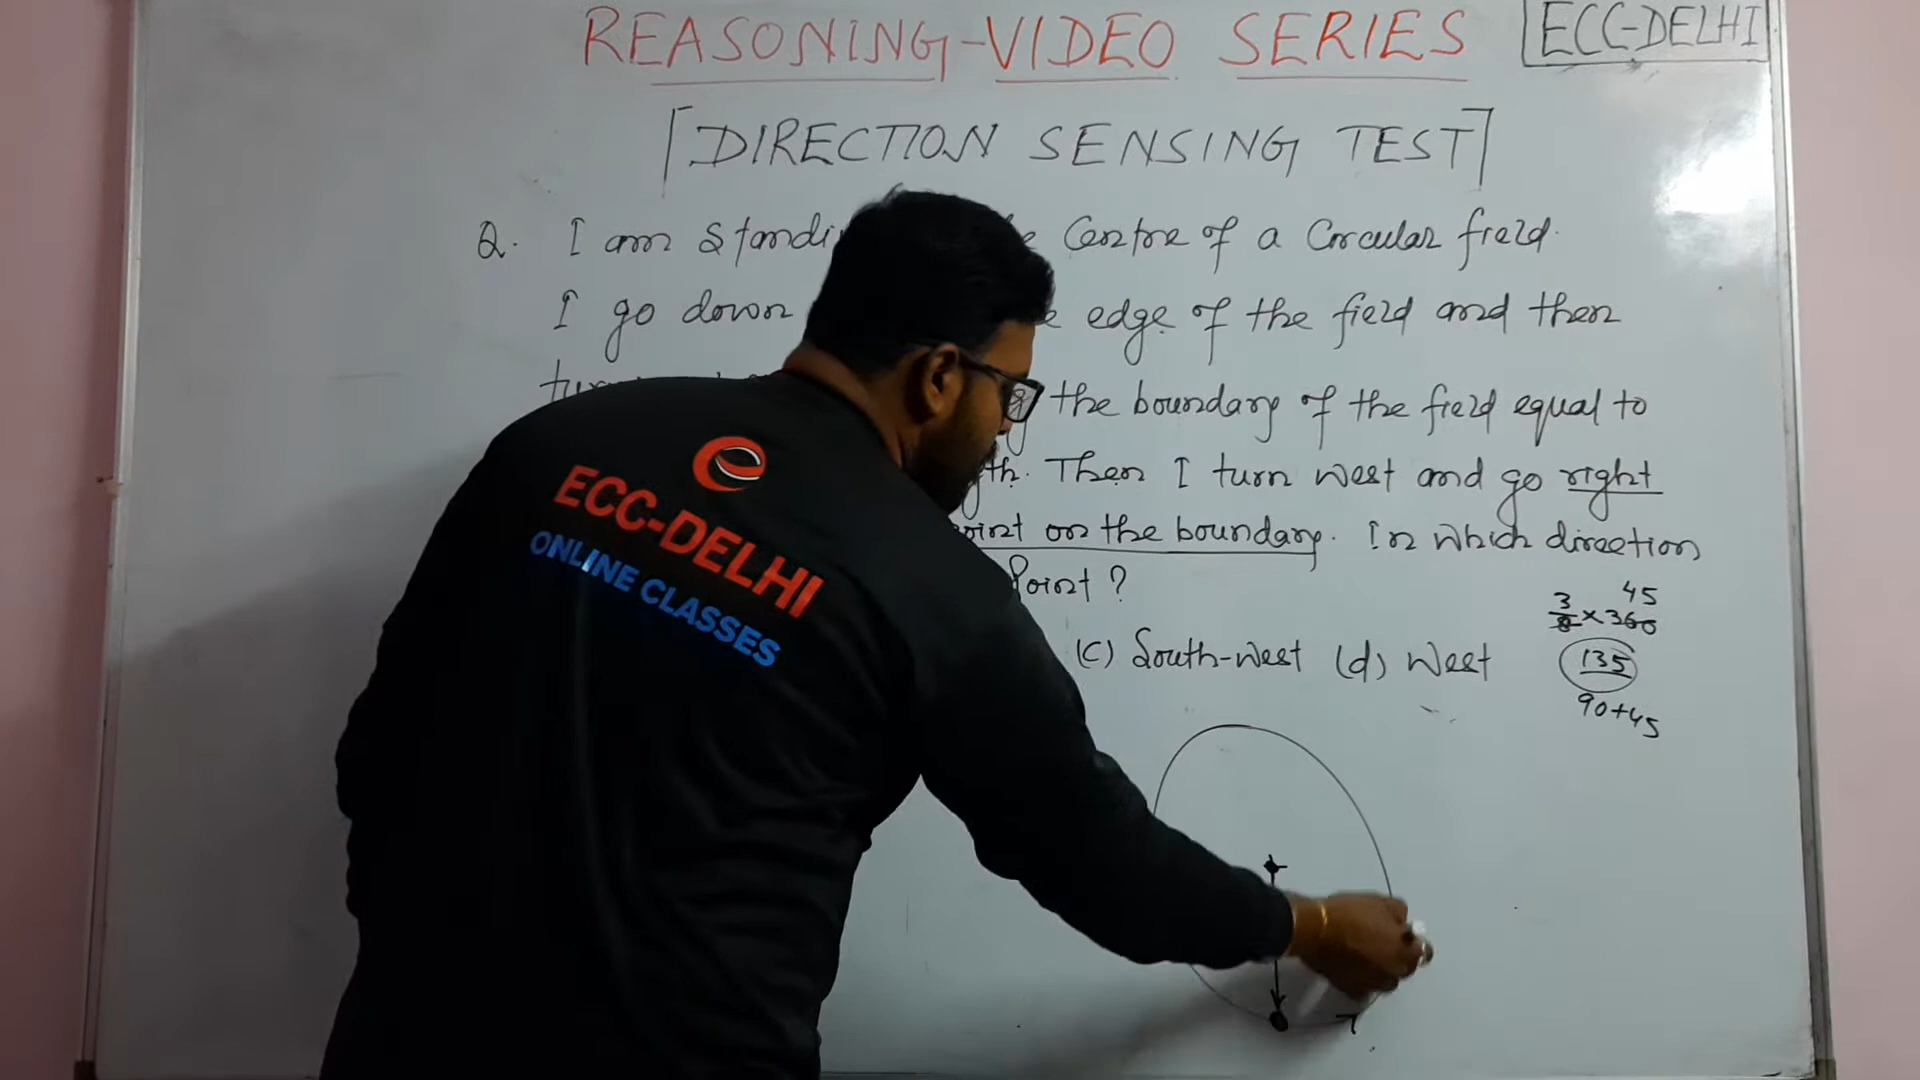 REASONING-VIDEO SERIES
ECC-DELHI
[DIRECTION SENSING TEST]
Q. I am Centre of a Circular field.
I go down edge of the field and then
the boundary of the field equal to
Then I turn west and go right
on the boundary. In which direction
Point?
(c) South-West (d) West
45
3/8 × 360
135
90+45
e
ECC-DELHI
ONLINE CLASSES